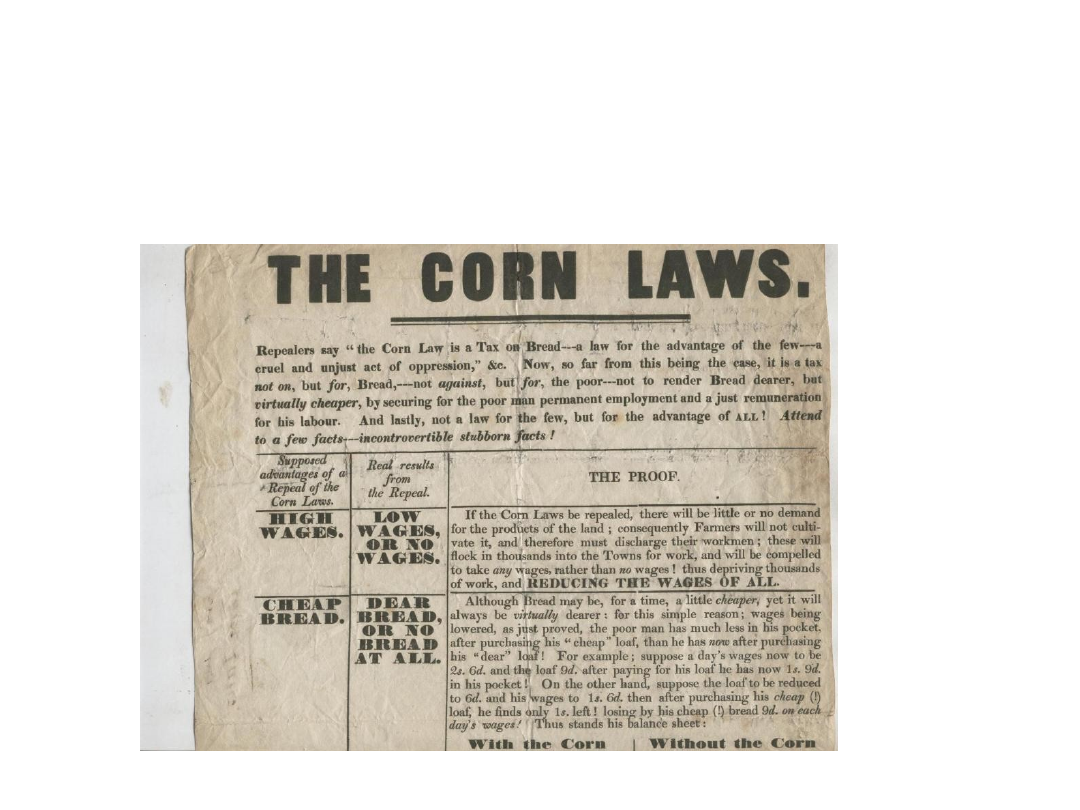 THE CORN LAWS.
Repealers say "the Corn Law is a Tax on Bread---a law for the advantage of the few---a
cruel and unjust act of oppression," &c. Now, so far from this being the case, it is a tax
not on, but for, Bread,---not against, but for, the poor---not to render Bread dearer, but
virtually cheaper, by securing for the poor man permanent employment and a just remuneration
for his labour. And lastly, not a law for the few, but for the advantage of ALL! Attend
to a few facts---incontrovertible stubborn facts!
Supposed
advantages of a
Repeal of the
Corn Laws.
Real results
from
the Repeal.
THE PROOF.
HIGH
WAGES.
LOW
WAGES,
OR NO
WAGES.
If the Corn Laws be repealed, there will be little or no demand
for the products of the land; consequently Farmers will not culti-
vate it, and therefore must discharge their workmen; these will
flock in thousands into the Towns for work, and will be compelled
to take any wages, rather than no wages! thus depriving thousands
of work, and REDUCING THE WAGES OF ALL.
CHEAP
BREAD.
DEAR
BREAD,
OR NO
BREAD
AT ALL.
Although Bread may be, for a time, a little cheaper, yet it will
always be virtually dearer: for this simple reason; wages being
lowered, as just proved, the poor man has much less in his pocket,
after purchasing his "cheap" loaf, than he has now after purchasing
his "dear" loaf! For example; suppose a day's wages now to be
2s. 6d. and the loaf 9d. after paying for his loaf he has now 1s. 9d.
in his pocket! On the other hand, suppose the loaf to be reduced
to 6d. and his wages to 1s. 6d. then after purchasing his cheap (!)
loaf, he finds only 1s. left! losing by his cheap (!) bread 9d. on each
day's wages! Thus stands his balance sheet:
With the Corn | Without the Corn